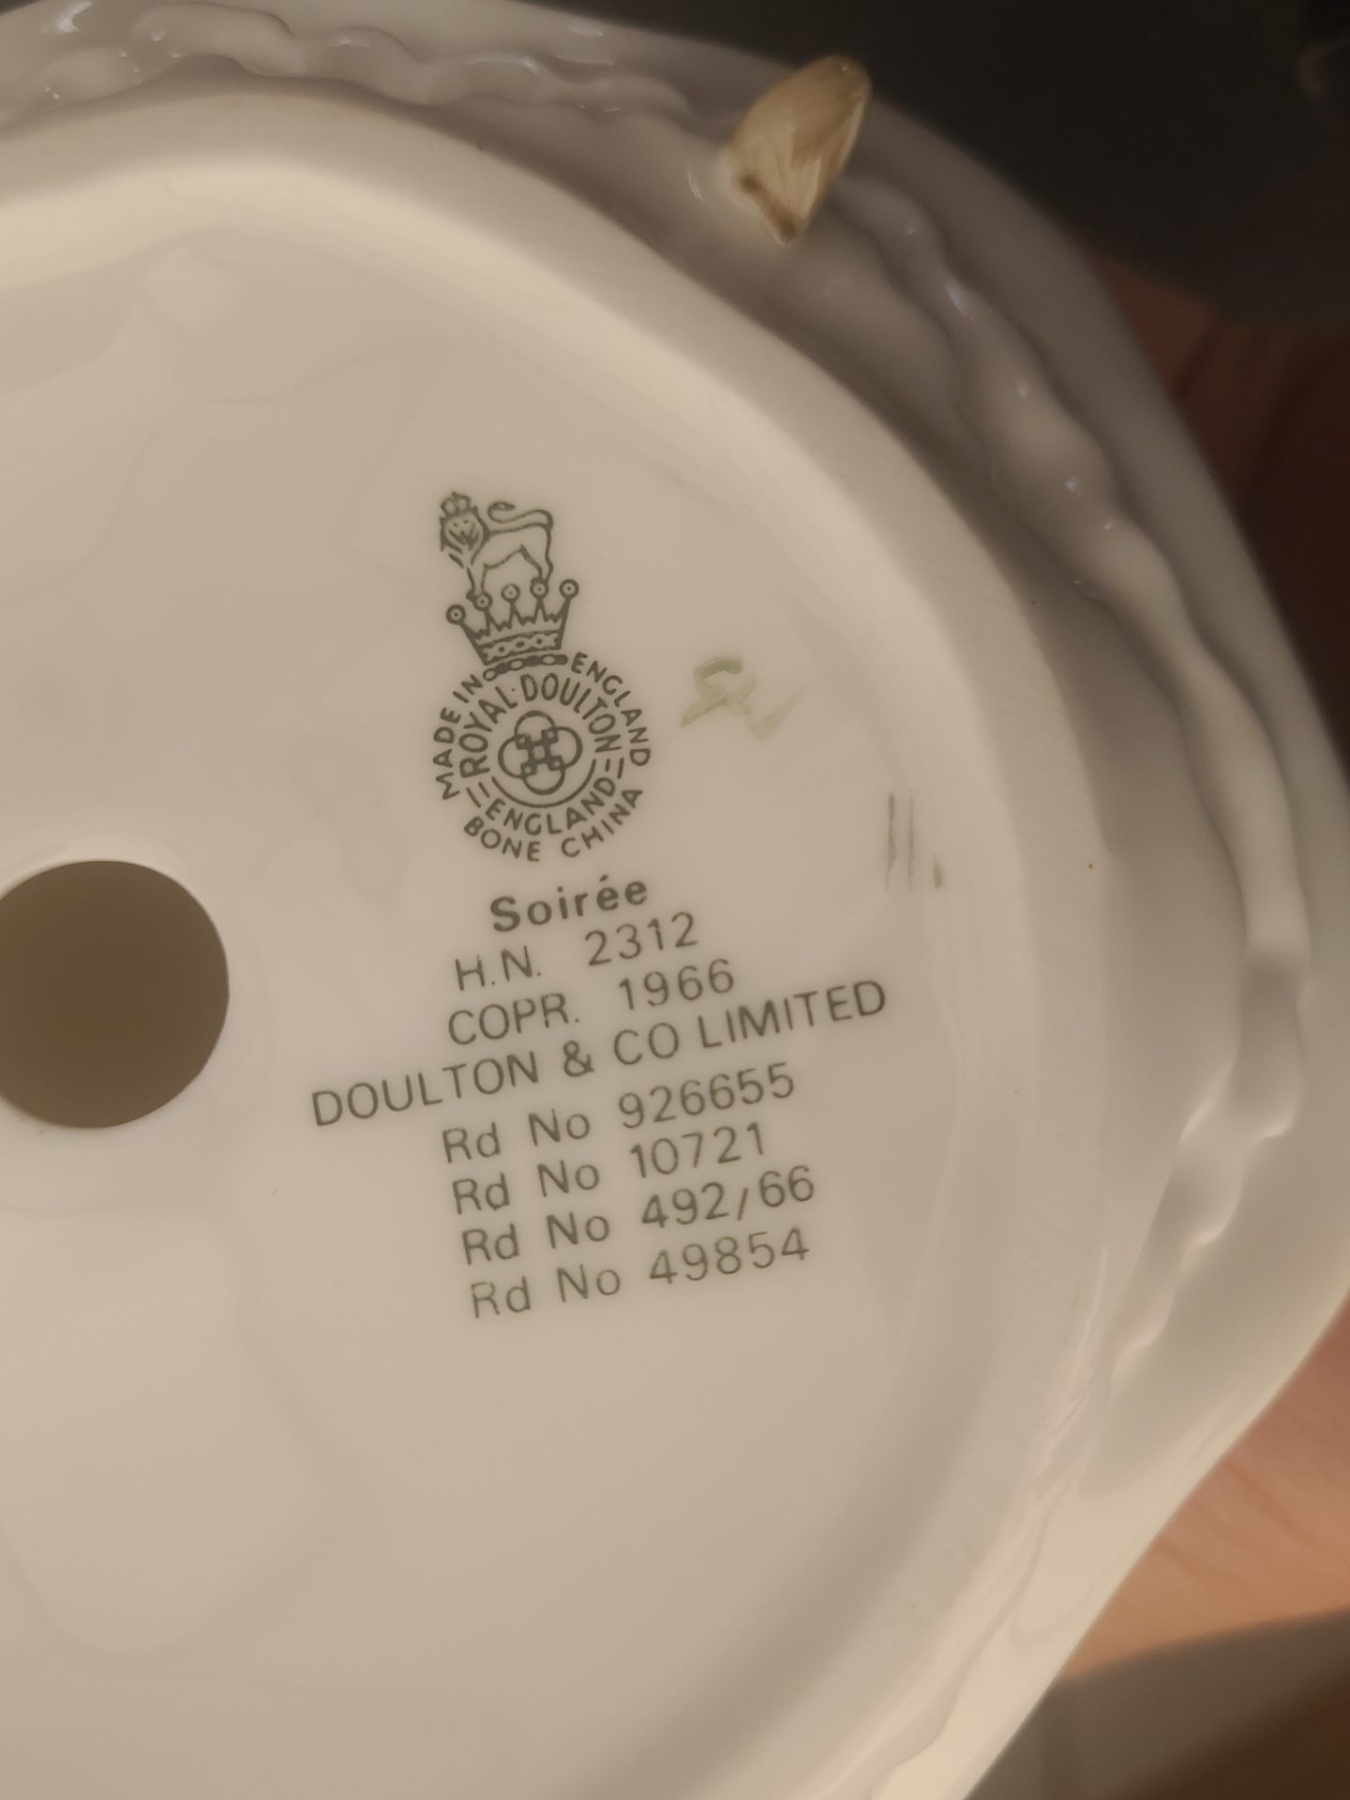 MADE IN ENGLAND
ROYAL·DOULTON
ENGLAND
BONE CHINA
Soirée
H.N. 2312
COPR. 1966
DOULTON & CO LIMITED
Rd No 926655
Rd No 10721
Rd No 492/66
Rd No 49854